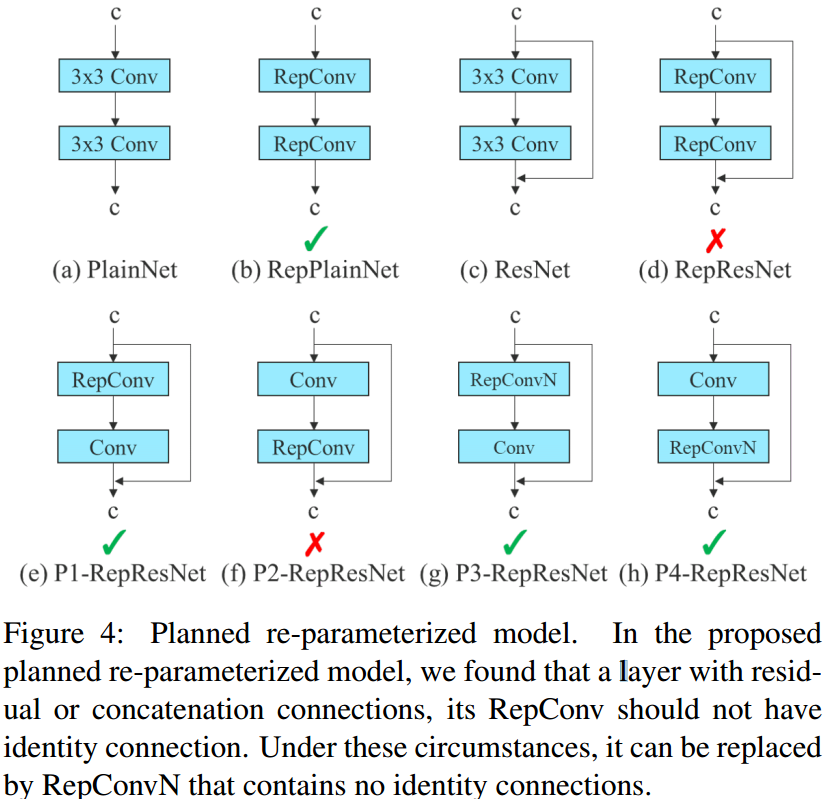 c c c c
3x3 Conv RepConv 3x3 Conv RepConv
3x3 Conv RepConv 3x3 Conv RepConv
c c c c
✓ ✗
(a) PlainNet (b) RepPlainNet (c) ResNet (d) RepResNet
c c c c
RepConv Conv RepConvN Conv
Conv RepConv Conv RepConvN
c c c c
✓ ✗ ✓ ✓
(e) P1-RepResNet (f) P2-RepResNet (g) P3-RepResNet (h) P4-RepResNet
Figure 4: Planned re-parameterized model. In the proposed
planned re-parameterized model, we found that a layer with resid-
ual or concatenation connections, its RepConv should not have
identity connection. Under these circumstances, it can be replaced
by RepConvN that contains no identity connections.